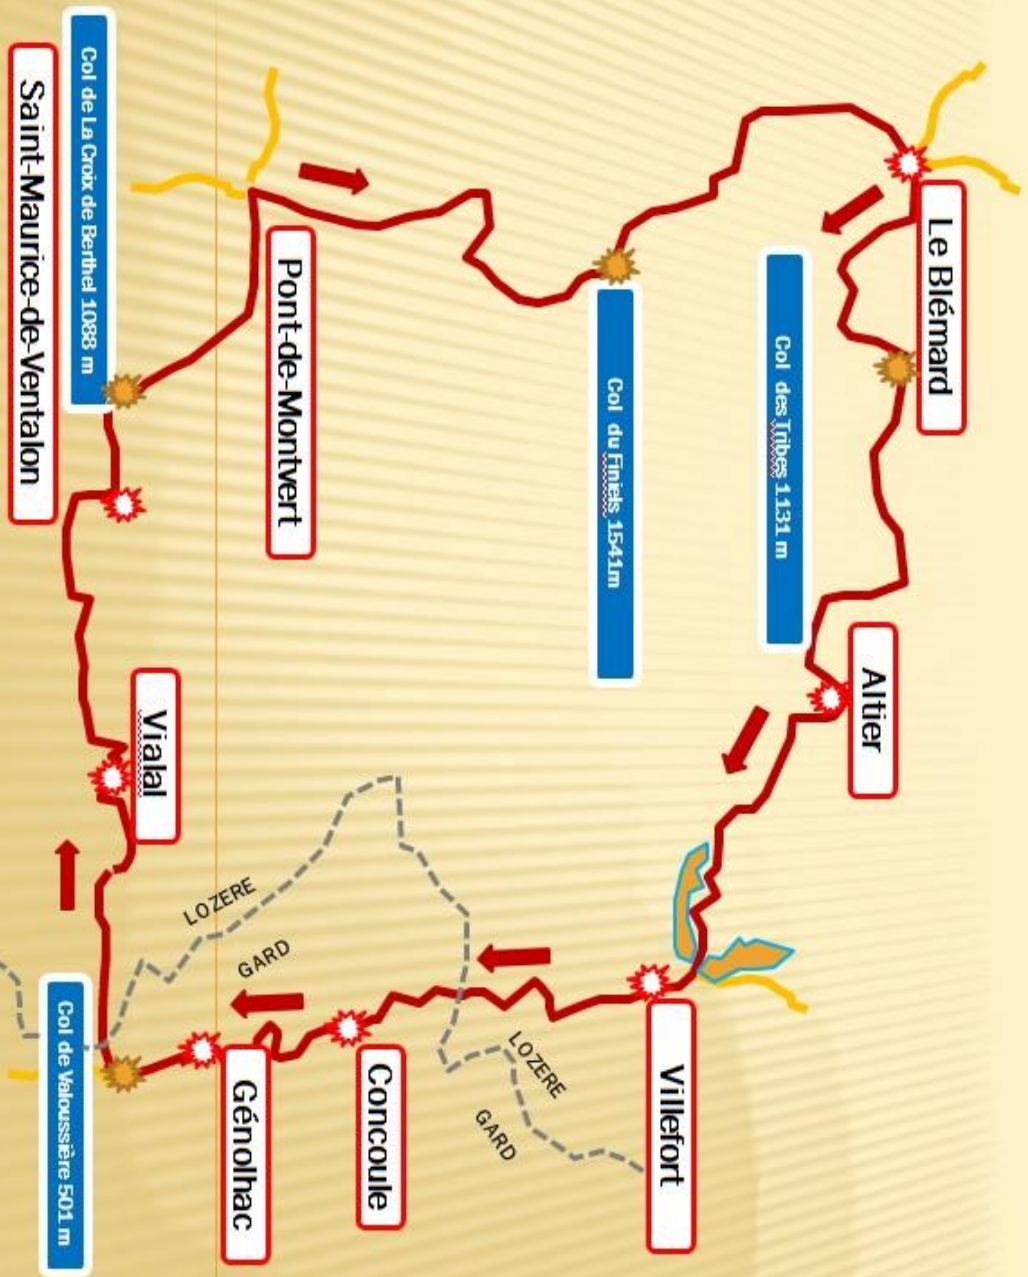 Le Blémard
Col des Tribes 1131 m
Altier
Col du Finiels 1541m
Villefort
Pont-de-Montvert
LOZERE
GARD
Concoule
LOZERE
GARD
Génolhac
Vialal
Col de La Croix de Berthel 1088 m
Col de Valoussière 501 m
Saint-Maurice-de-Ventalon